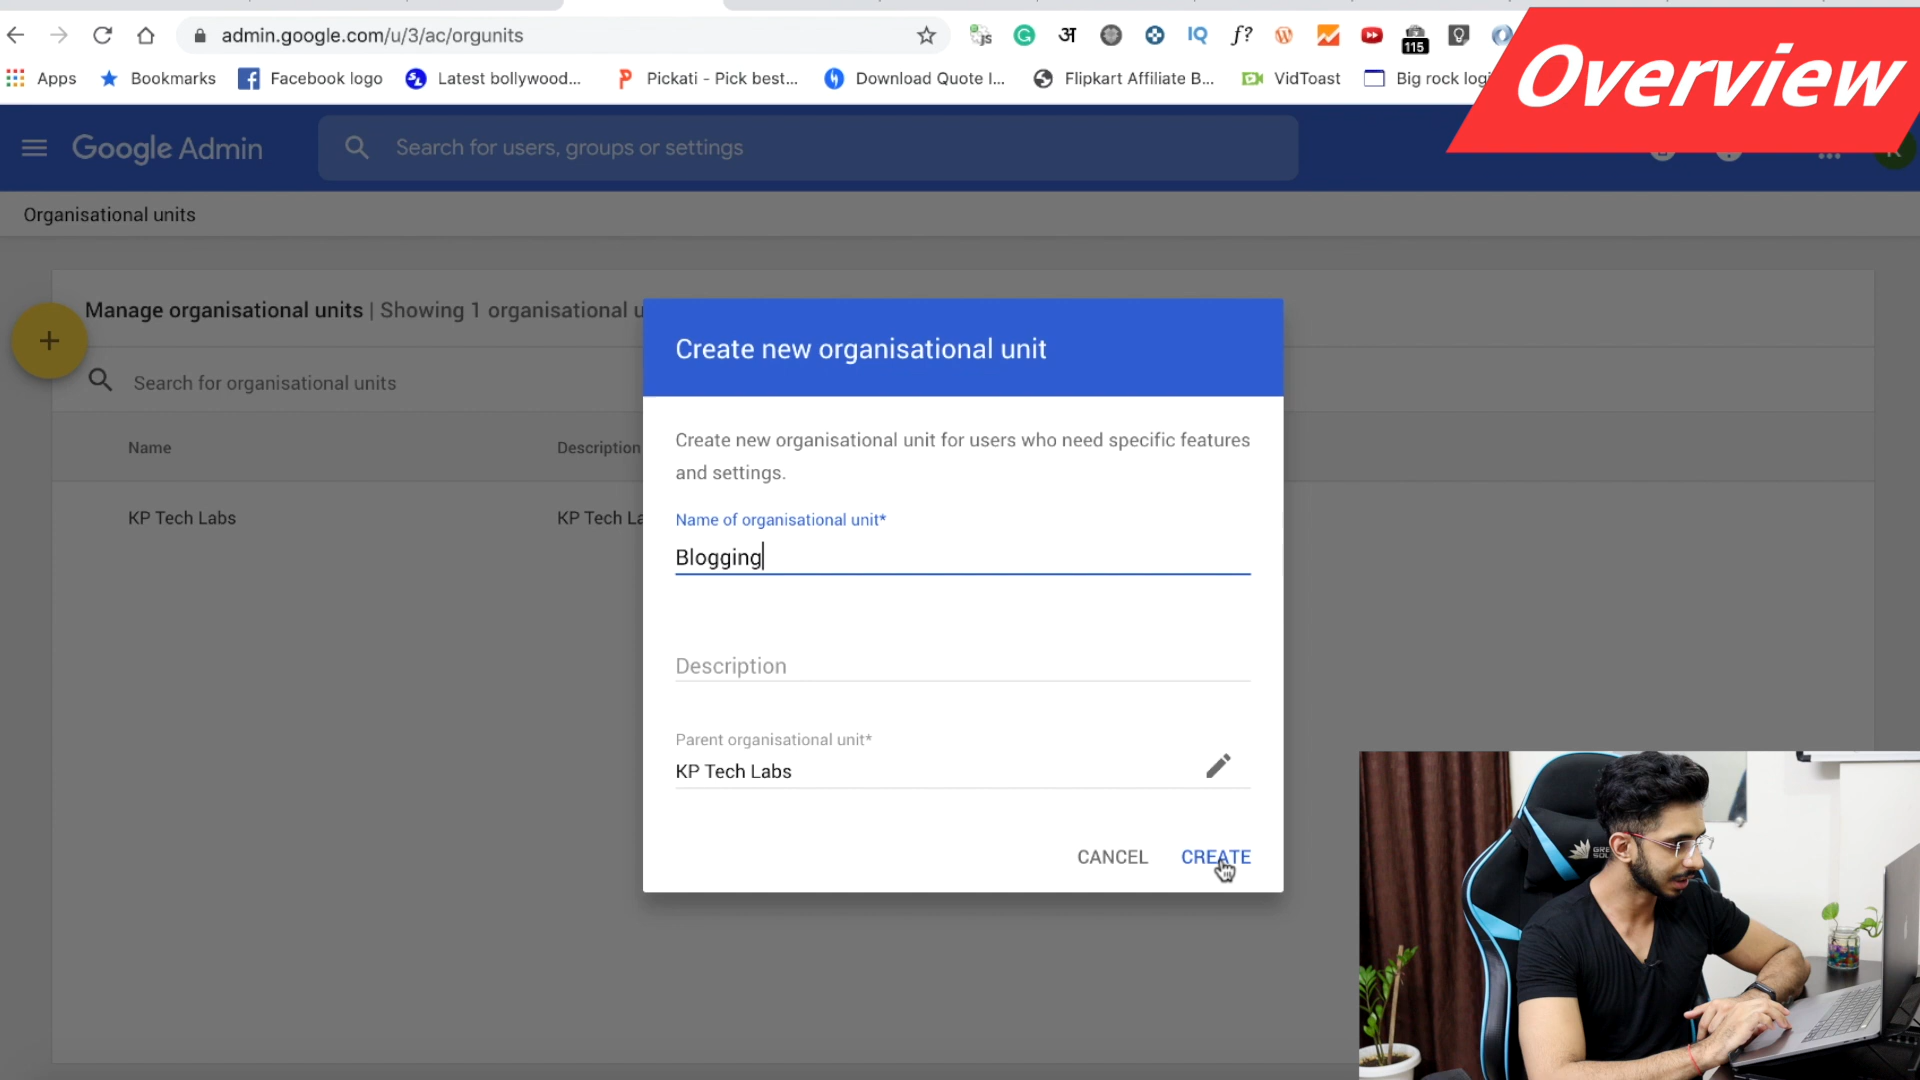 admin.google.com/u/3/ac/orgunits
JS
अ
IQ
f?
115
Overview
Apps
Bookmarks
Facebook logo
Latest bollywood...
Pickati - Pick best...
Download Quote I...
Flipkart Affiliate B...
VidToast
Big rock logi
Google Admin
Search for users, groups or settings
Organisational units
Manage organisational units | Showing 1 organisational u
Search for organisational units
Name
Description
KP Tech Labs
KP Tech La
Create new organisational unit
Create new organisational unit for users who need specific features
and settings.
Name of organisational unit*
Blogging
Description
Parent organisational unit*
KP Tech Labs
CANCEL
CREATE